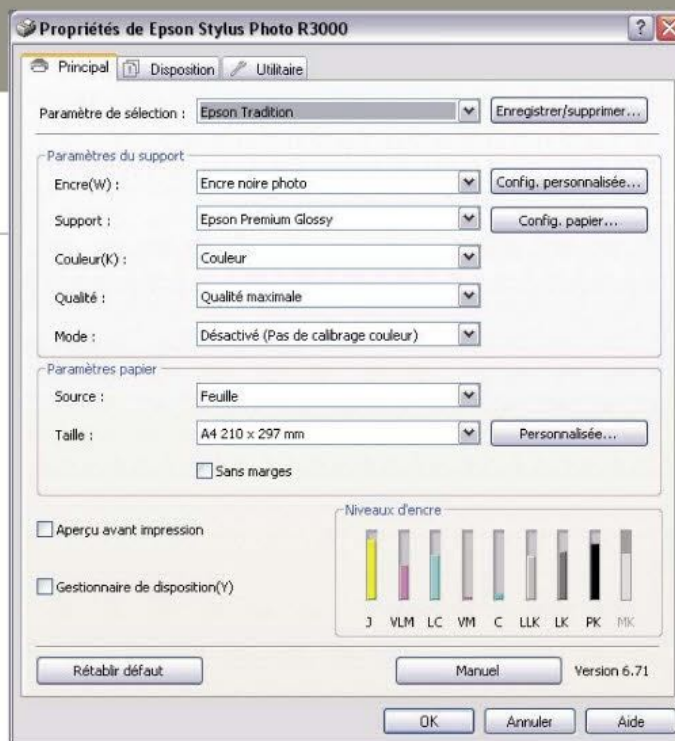 Propriétés de Epson Stylus Photo R3000
Principal Disposition Utilitaire
Paramètre de sélection : Epson Tradition Enregistrer/supprimer...
Paramètres du support
Encre(W) : Encre noire photo Config. personnalisée...
Support : Epson Premium Glossy Config. papier...
Couleur(K) : Couleur
Qualité : Qualité maximale
Mode : Désactivé (Pas de calibrage couleur)
Paramètres papier
Source : Feuille
Taille : A4 210 x 297 mm Personnalisée...
Sans marges
Niveaux d'encre
Aperçu avant impression
Gestionnaire de disposition(Y)
J VLM LC VM C LLK LK PK MK
Rétablir défaut Manuel Version 6.71
OK Annuler Aide